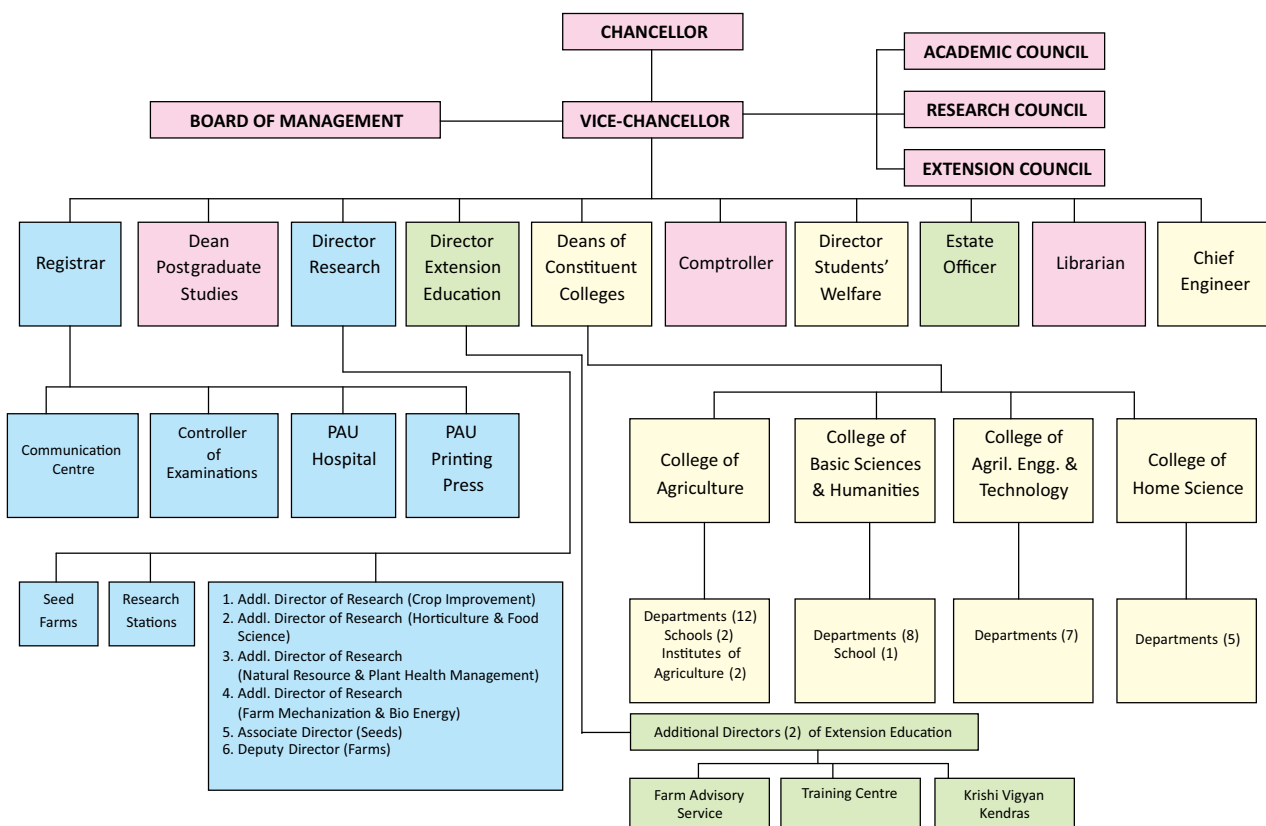 CHANCELLOR
ACADEMIC COUNCIL
BOARD OF MANAGEMENT
VICE-CHANCELLOR
RESEARCH COUNCIL
EXTENSION COUNCIL
Registrar
Dean
Postgraduate
Studies
Director
Research
Director
Extension
Education
Deans of
Constituent
Colleges
Comptroller
Director
Students’
Welfare
Estate
Officer
Librarian
Chief
Engineer
Communication
Centre
Controller
of
Examinations
PAU
Hospital
PAU
Printing
Press
College of
Agriculture
College of
Basic Sciences
& Humanities
College of
Agril. Engg. &
Technology
College of
Home Science
Seed
Farms
Research
Stations
1. Addl. Director of Research (Crop Improvement)
2. Addl. Director of Research (Horticulture & Food
Science)
3. Addl. Director of Research
(Natural Resource & Plant Health Management)
4. Addl. Director of Research
(Farm Mechanization & Bio Energy)
5. Associate Director (Seeds)
6. Deputy Director (Farms)
Departments (12)
Schools (2)
Institutes of
Agriculture (2)
Departments (8)
School (1)
Departments (7)
Departments (5)
Additional Directors (2) of Extension Education
Farm Advisory
Service
Training Centre
Krishi Vigyan
Kendras